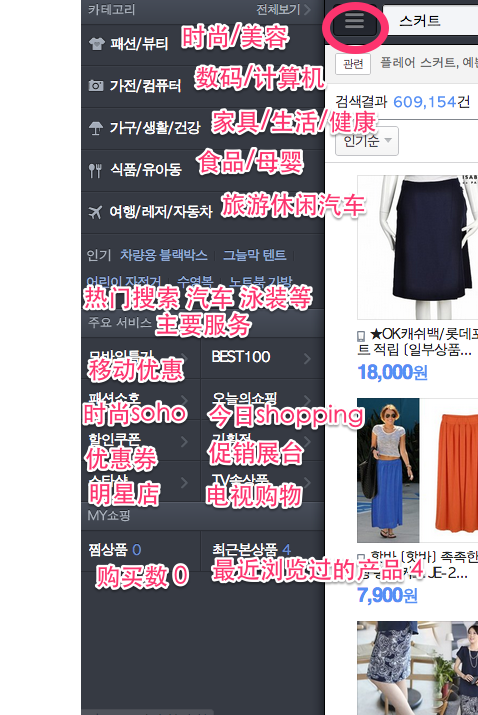 카테고리 전체보기
패션/뷰티 时尚/美容
가전/컴퓨터 数码/计算机
가구/생활/건강 家具/生活/健康
식품/유아동 食品/母婴
여행/레저/자동차 旅游休闲汽车
인기 차량용 블랙박스 그늘막 텐트
어린이 자전거 수영복 노트북 가방
热门搜索 汽车 泳装等
주요 서비스 主要服务
모바일특가 BEST100
移动优惠
패션소호 오늘의쇼핑
时尚soho 今日shopping
할인쿠폰 기획전
优惠券 促销展台
스타샵 TV쇼핑
明星店 电视购物
MY쇼핑
찜상품 0 최근본상품 4
购买数 0 最近浏览过的产品 4
스커트
관련 플레어 스커트, 예쁜
검색결과 609,154건
인기순
★OK캐쉬백/롯데포
트 적립 (일부상품...
18,000원
핫바 (핫바) 족족한
7,900원